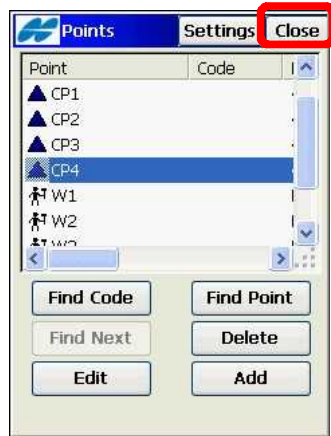 Points Settings Close
Point Code
CP1
CP2
CP3
CP4
W1
W2
Find Code Find Point
Find Next Delete
Edit Add